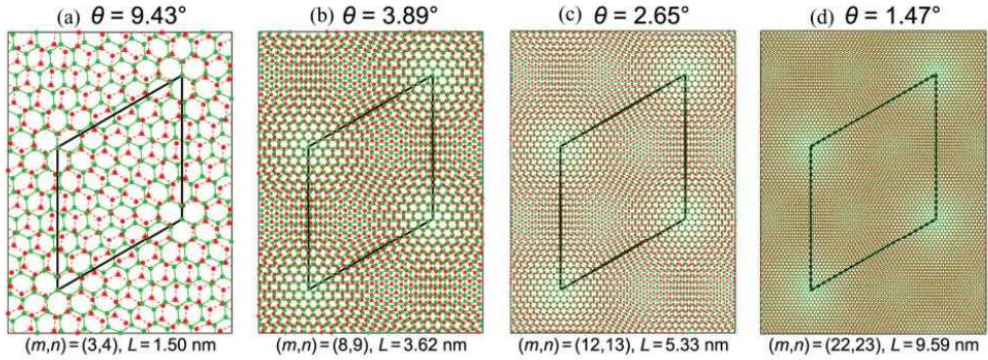 (a) θ = 9.43°
(b) θ = 3.89°
(c) θ = 2.65°
(d) θ = 1.47°
(m,n)=(3,4), L=1.50 nm
(m,n)=(8,9), L=3.62 nm
(m,n)=(12,13), L=5.33 nm
(m,n)=(22,23), L=9.59 nm